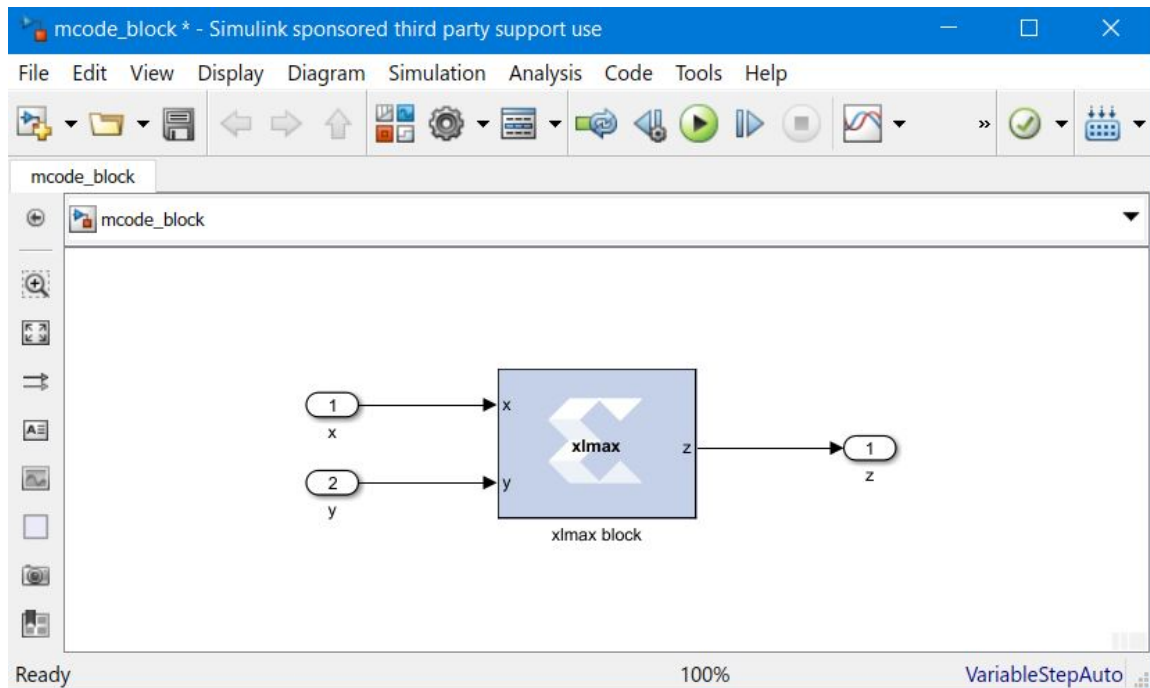 mcode_block * - Simulink sponsored third party support use
File Edit View Display Diagram Simulation Analysis Code Tools Help
»
mcode_block
mcode_block
1
x
2
y
x
y
xlmax
z
xlmax block
1
z
Ready 100% VariableStepAuto